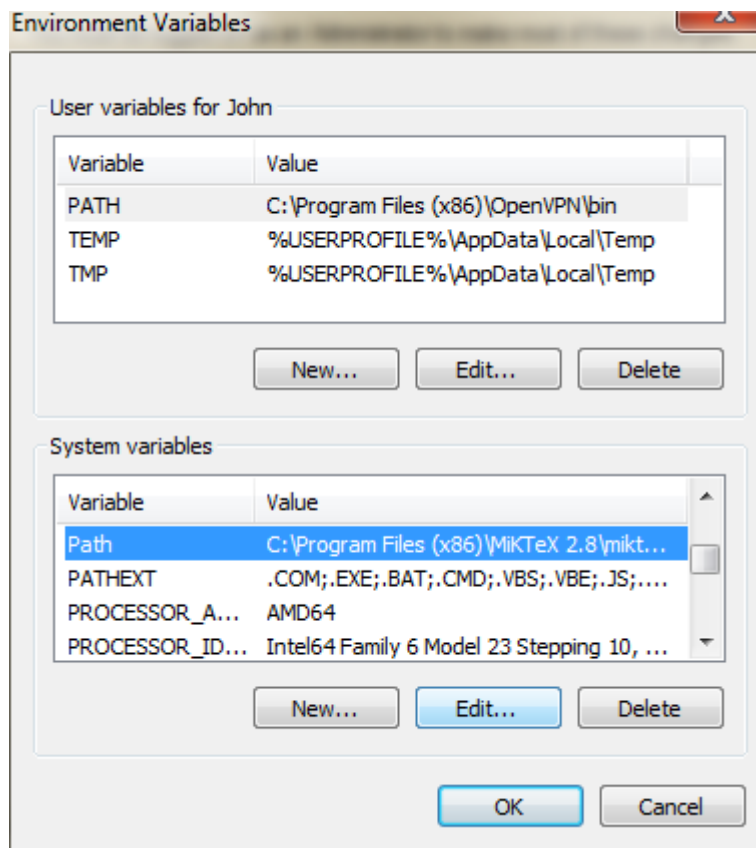 Environment Variables
User variables for John
Variable Value
PATH C:\Program Files (x86)\OpenVPN\bin
TEMP %USERPROFILE%\AppData\Local\Temp
TMP %USERPROFILE%\AppData\Local\Temp
New... Edit... Delete
System variables
Variable Value
Path C:\Program Files (x86)\MiKTeX 2.8\mikt...
PATHEXT .COM;.EXE;.BAT;.CMD;.VBS;.VBE;.JS;....
PROCESSOR_A... AMD64
PROCESSOR_ID... Intel64 Family 6 Model 23 Stepping 10, ...
New... Edit... Delete
OK Cancel